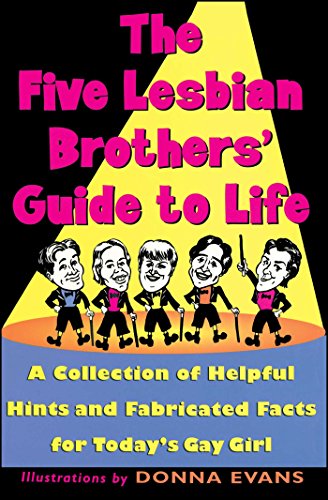 The
Five Lesbian
Brothers'
Guide to Life
A Collection of Helpful
Hints and Fabricated Facts
for Today's Gay Girl
Illustrations by DONNA EVANS